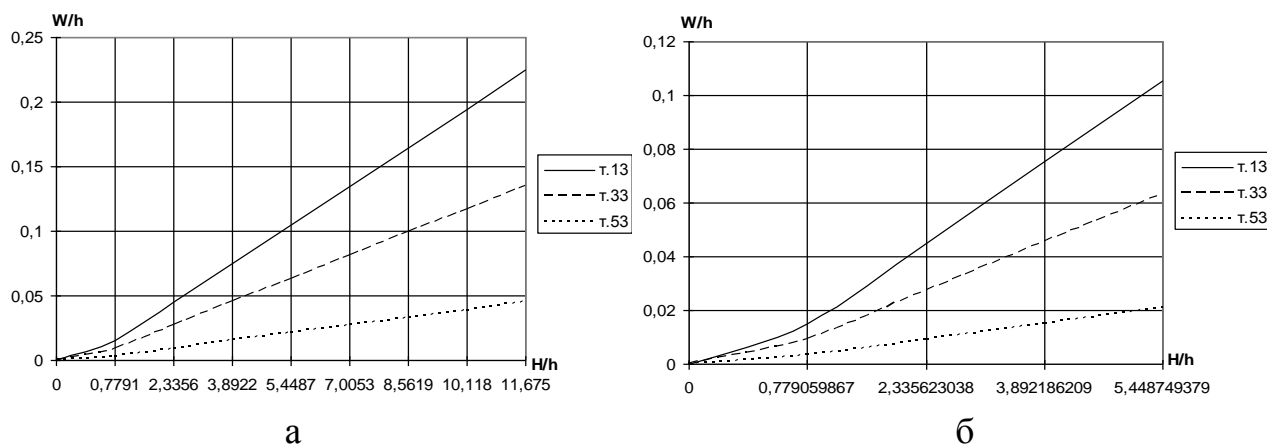 W/h
0,25
0,2
0,15
0,1
0,05
0
0 0,7791 2,3356 3,8922 5,4487 7,0053 8,5619 10,118 11,675
H/h
т.13
т.33
т.53
а
W/h
0,12
0,1
0,08
0,06
0,04
0,02
0
0 0,779059867 2,335623038 3,892186209 5,448749379
H/h
т.13
т.33
т.53
б